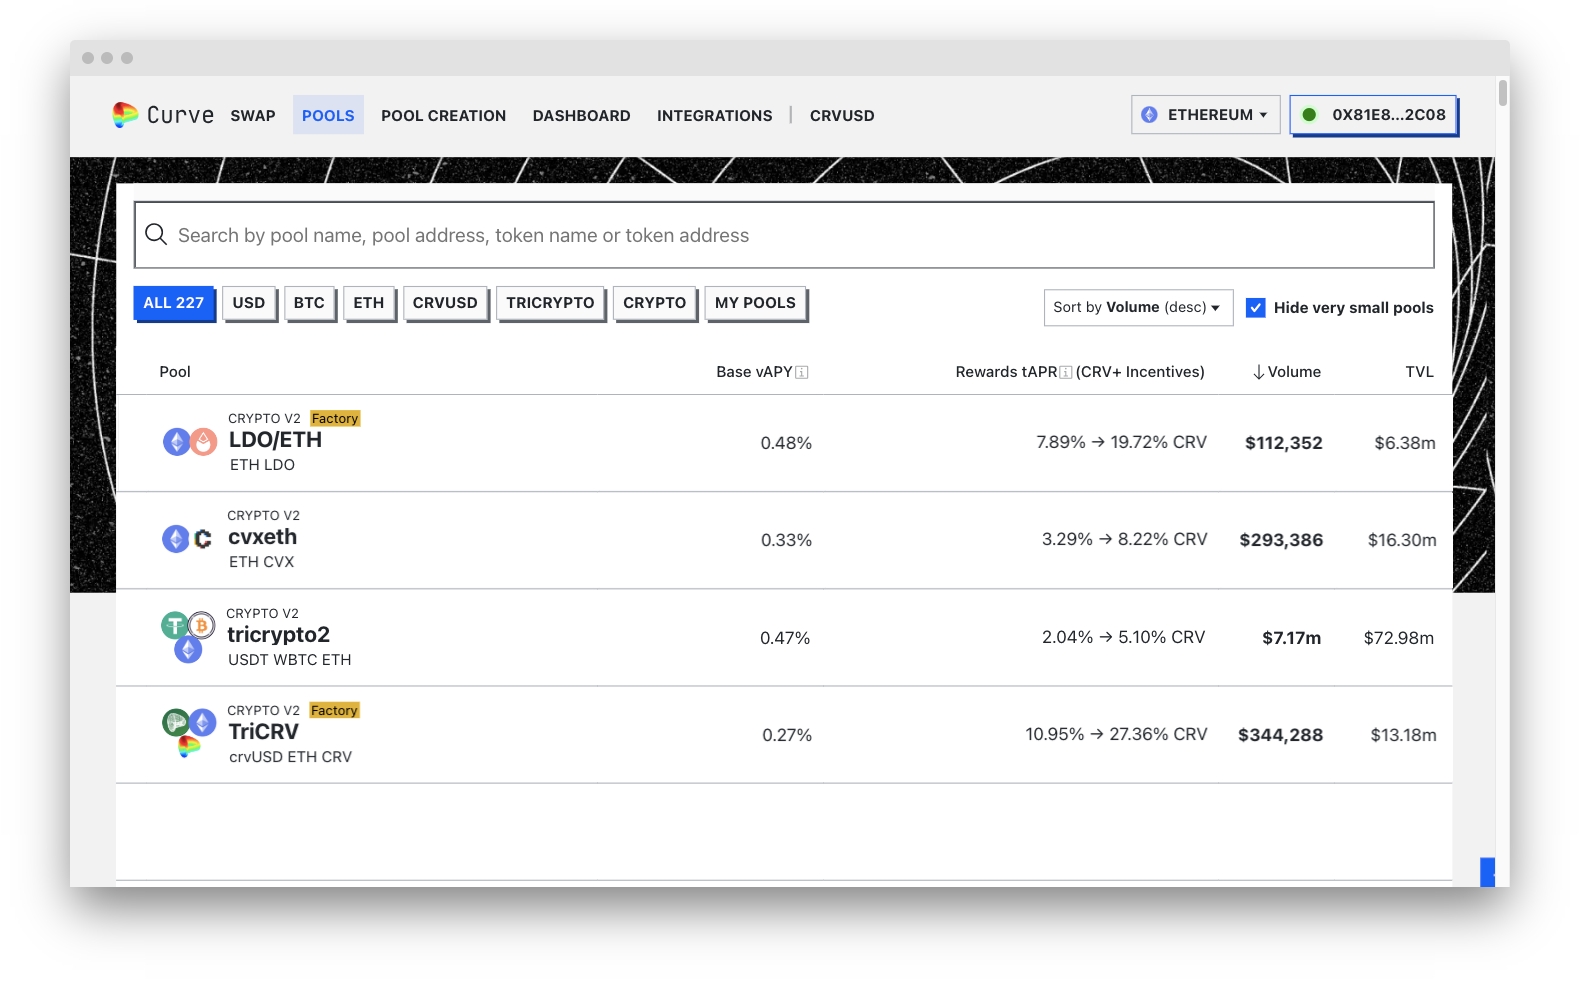 Curve SWAP POOLS POOL CREATION DASHBOARD INTEGRATIONS | CRVUSD ETHEREUM 0X81E8...2C08
Search by pool name, pool address, token name or token address
ALL 227 USD BTC ETH CRVUSD TRICRYPTO CRYPTO MY POOLS Sort by Volume (desc) Hide very small pools
Pool Base vAPY Rewards tAPR (CRV+ Incentives) Volume TVL
CRYPTO V2 Factory
LDO/ETH 0.48% 7.89% → 19.72% CRV $112,352 $6.38m
ETH LDO
CRYPTO V2
cvxeth 0.33% 3.29% → 8.22% CRV $293,386 $16.30m
ETH CVX
CRYPTO V2
tricrypto2 0.47% 2.04% → 5.10% CRV $7.17m $72.98m
USDT WBTC ETH
CRYPTO V2 Factory
TriCRV 0.27% 10.95% → 27.36% CRV $344,288 $13.18m
crvUSD ETH CRV